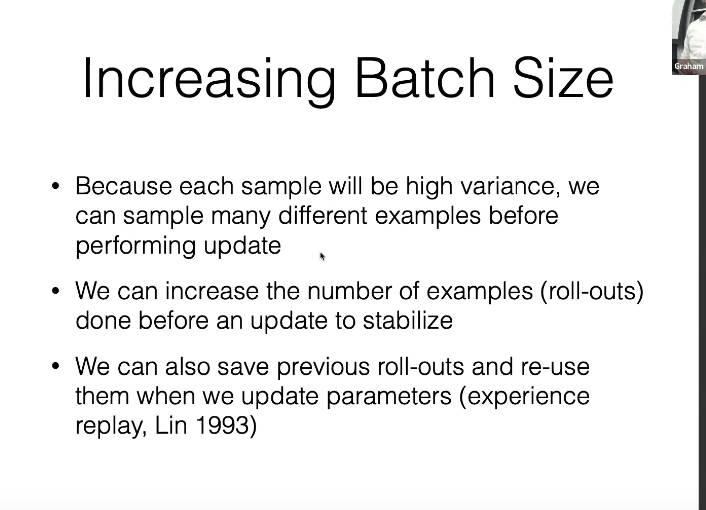 Graham
Increasing Batch Size
• Because each sample will be high variance, we
can sample many different examples before
performing update
• We can increase the number of examples (roll-outs)
done before an update to stabilize
• We can also save previous roll-outs and re-use
them when we update parameters (experience
replay, Lin 1993)